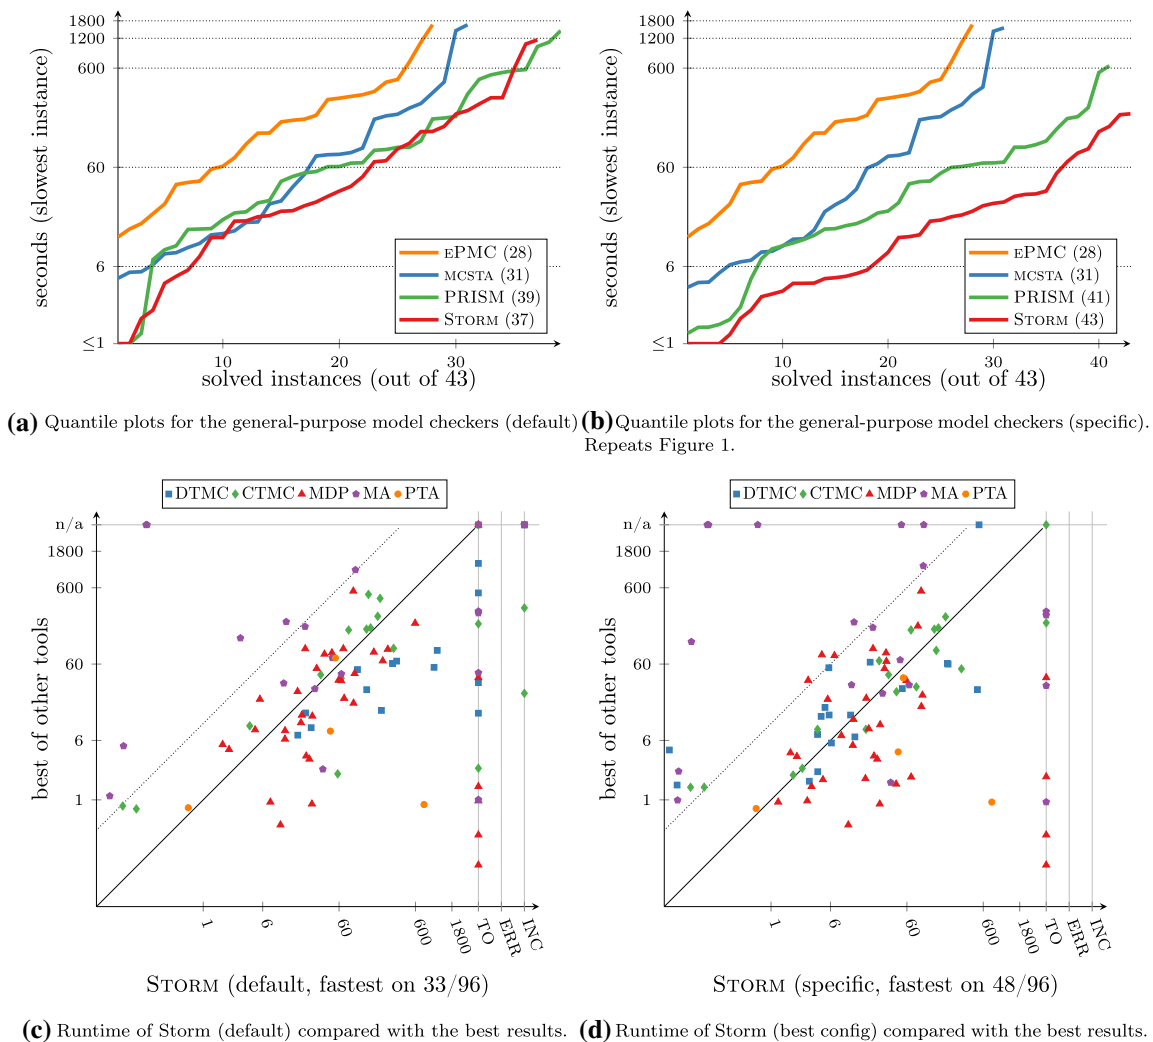 1800
1200
600
60
6
≤1
seconds (slowest instance)
10
20
30
solved instances (out of 43)
ePMC (28)
mcsta (31)
PRISM (39)
Storm (37)
1800
1200
600
60
6
≤1
seconds (slowest instance)
10
20
30
40
solved instances (out of 43)
ePMC (28)
mcsta (31)
PRISM (41)
Storm (43)
(a) Quantile plots for the general-purpose model checkers (default)
(b) Quantile plots for the general-purpose model checkers (specific).
Repeats Figure 1.
DTMC CTMC MDP MA PTA
n/a
1800
600
60
6
1
best of other tools
1
6
60
600
1800
TO
ERR
INC
Storm (default, fastest on 33/96)
DTMC CTMC MDP MA PTA
n/a
1800
600
60
6
1
best of other tools
1
6
60
600
1800
TO
ERR
INC
Storm (specific, fastest on 48/96)
(c) Runtime of Storm (default) compared with the best results.
(d) Runtime of Storm (best config) compared with the best results.